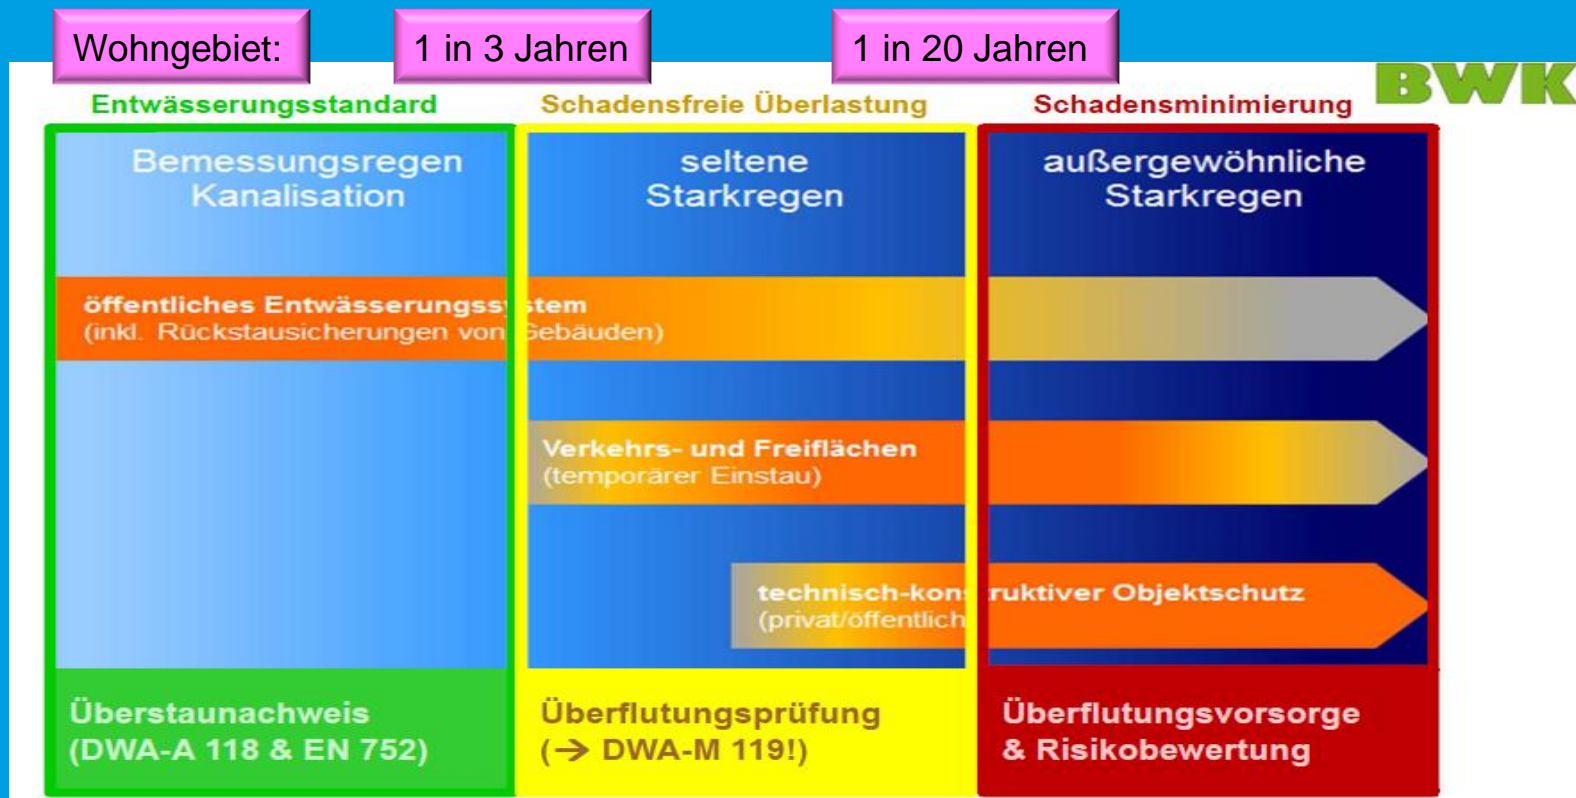 Wohngebiet:
1 in 3 Jahren
1 in 20 Jahren
BWK
Entwässerungsstandard
Schadensfreie Überlastung
Schadensminimierung
Bemessungsregen
Kanalisation
seltene
Starkregen
außergewöhnliche
Starkregen
öffentliches Entwässerungssystem
(inkl. Rückstausicherungen von Gebäuden)
Verkehrs- und Freiflächen
(temporärer Einstau)
technisch-konstruktiver Objektschutz
(privat/öffentlich
Überstaunachweis
(DWA-A 118 & EN 752)
Überflutungsprüfung
(→ DWA-M 119!)
Überflutungsvorsorge
& Risikobewertung